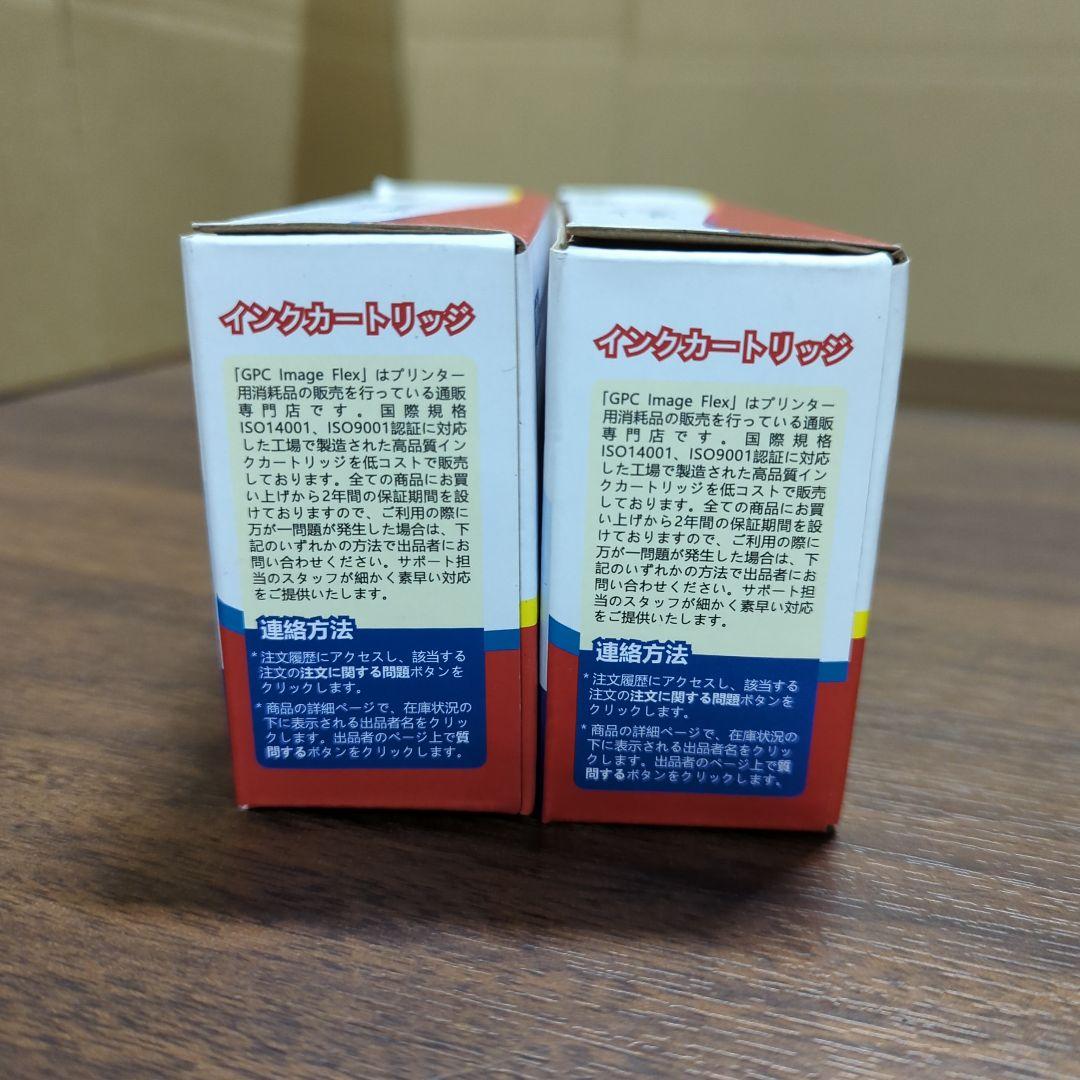 インクカートリッジ
「GPC Image Flex」はプリンター
用消耗品の販売を行っている通販
専門店です。国際規格
ISO14001、ISO9001認証に対応
した工場で製造された高品質イン
クカートリッジを低コストで販売
しております。全ての商品にお買
い上げから2年間の保証期間を設
けておりますので、ご利用の際に
万が一問題が発生した場合は、下
記のいずれかの方法で出品者にお
問い合わせください。サポート担
当のスタッフが細かく素早い対応
をご提供いたします。
連絡方法
* 注文履歴にアクセスし、該当する
注文の注文に関する問題ボタンを
クリックします。
* 商品の詳細ページで、在庫状況の
下に表示される出品者名をクリッ
クします。出品者のページ上で質
問するボタンをクリックします。
インクカートリッジ
「GPC Image Flex」はプリンター
用消耗品の販売を行っている通販
専門店です。国際規格
ISO14001、ISO9001認証に対応
した工場で製造された高品質イン
クカートリッジを低コストで販売
しております。全ての商品にお買
い上げから2年間の保証期間を設
けておりますので、ご利用の際に
万が一問題が発生した場合は、下
記のいずれかの方法で出品者にお
問い合わせください。サポート担
当のスタッフが細かく素早い対応
をご提供いたします。
連絡方法
* 注文履歴にアクセスし、該当する
注文の注文に関する問題ボタンを
クリックします。
* 商品の詳細ページで、在庫状況の
下に表示される出品者名をクリッ
クします。出品者のページ上で質
問するボタンをクリックします。